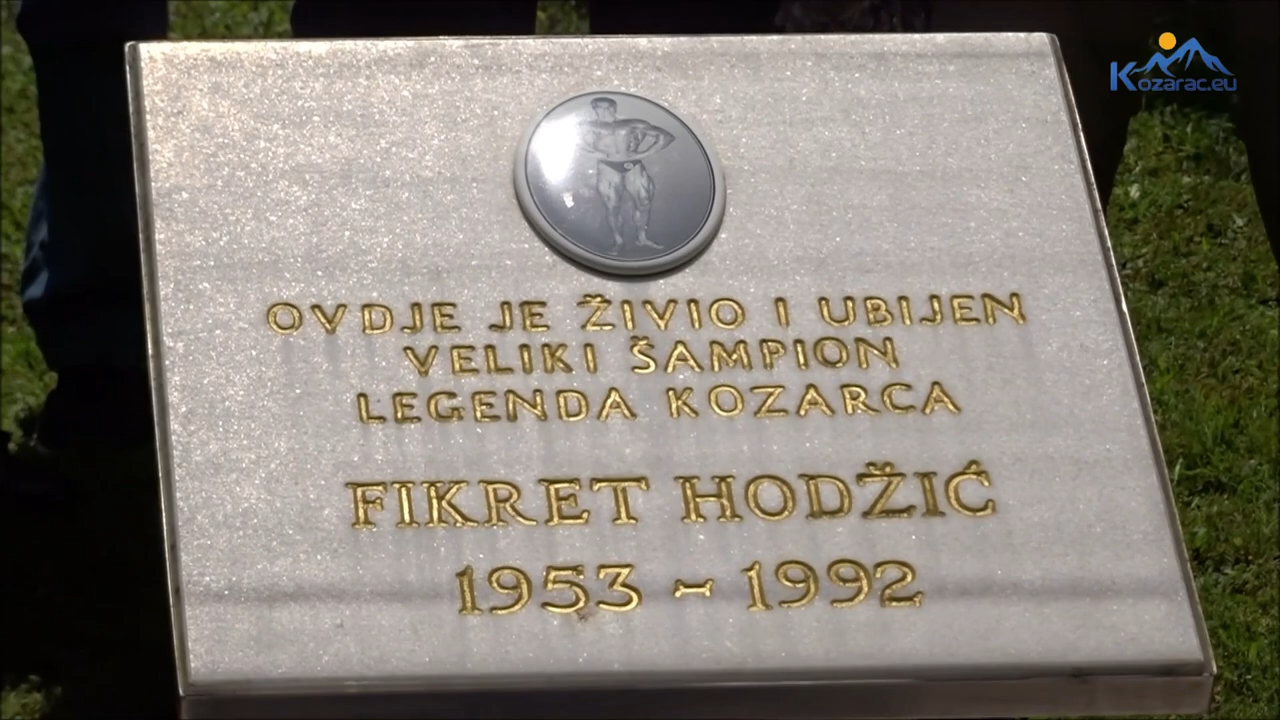 Kozarac.eu
OVDJE JE ŽIVIO I UBIJEN
VELIKI ŠAMPION
LEGENDA KOZARCA
FIKRET HODŽIĆ
1953 - 1992